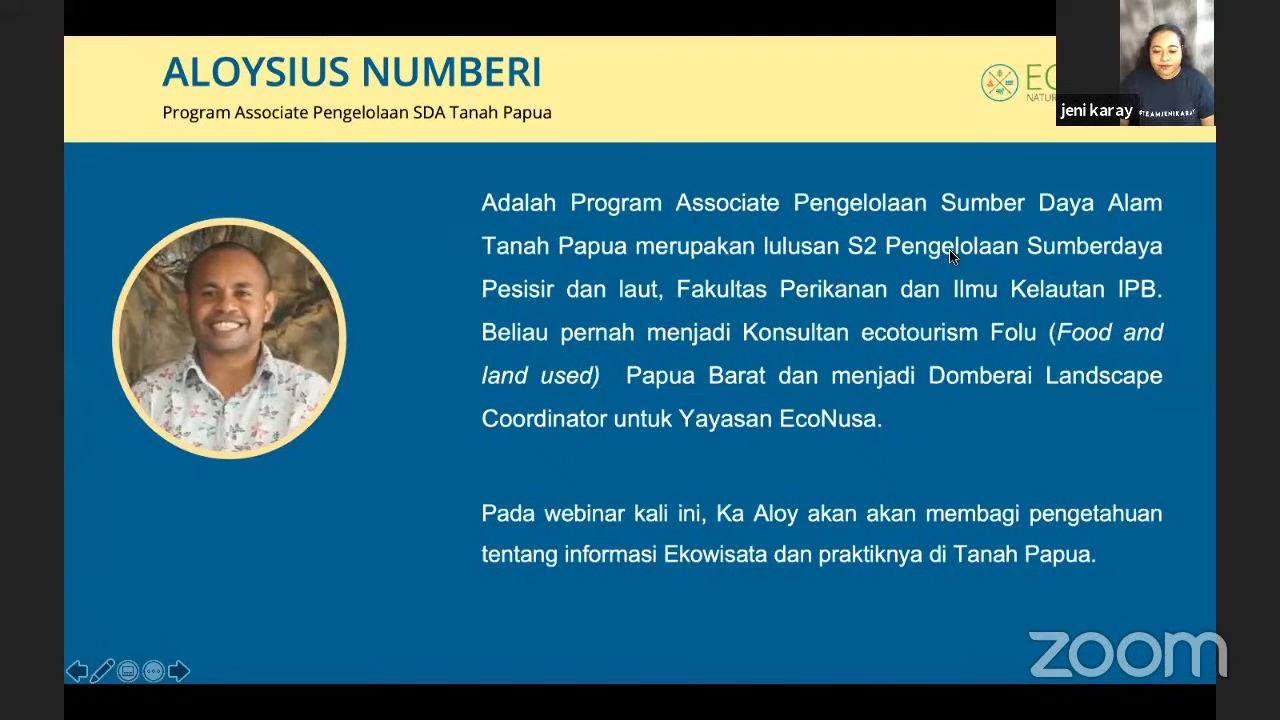 ALOYSIUS NUMBERI
Program Associate Pengelolaan SDA Tanah Papua
jeni karay
#TEAMJENIKARAY
Adalah Program Associate Pengelolaan Sumber Daya Alam
Tanah Papua merupakan lulusan S2 Pengelolaan Sumberdaya
Pesisir dan laut, Fakultas Perikanan dan Ilmu Kelautan IPB.
Beliau pernah menjadi Konsultan ecotourism Folu (Food and
land used) Papua Barat dan menjadi Domberai Landscape
Coordinator untuk Yayasan EcoNusa.
Pada webinar kali ini, Ka Aloy akan akan membagi pengetahuan
tentang informasi Ekowisata dan praktiknya di Tanah Papua.
zoom